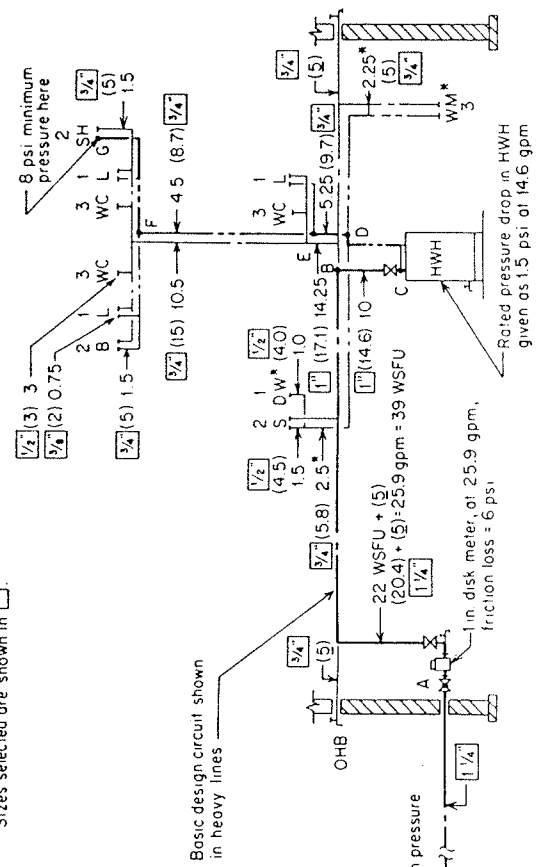 Sizes selected are shown in □.
8 psi minimum
pressure here
1/2" (3) 3
3/8" (2) 0.75
2
B
1
L
3
WC
3
WC
1
L
2
SH
G
3/4" (5) 1.5
3/4"
(5)
1.5
F
3/4" (15) 10.5
4.5 (8.7) 3/4"
Basic design circuit shown
in heavy lines
1/2"
(4.5)
1.5
2
S
1
DW*
1/2"
(4.0)
1.0
3/4" (5.8) 2.5*
1"
(17.1) 14.25
E
B
3
WC
1
L
5.25 (9.7) 3/4"
3/4"
(5)
D
2.25*
(5)
3/4"
WM*
3
1" (14.6) 10
C
HWH
Rated pressure drop in HWH
given as 1.5 psi at 14.6 gpm
3/4"
(5)
OHB
22 WSFU + (5)
(20.4) + (5) = 25.9 gpm = 39 WSFU
1 1/4"
A
1 in. disk meter, at 25.9 gpm,
friction loss = 6 psi
1 1/4"
n pressure